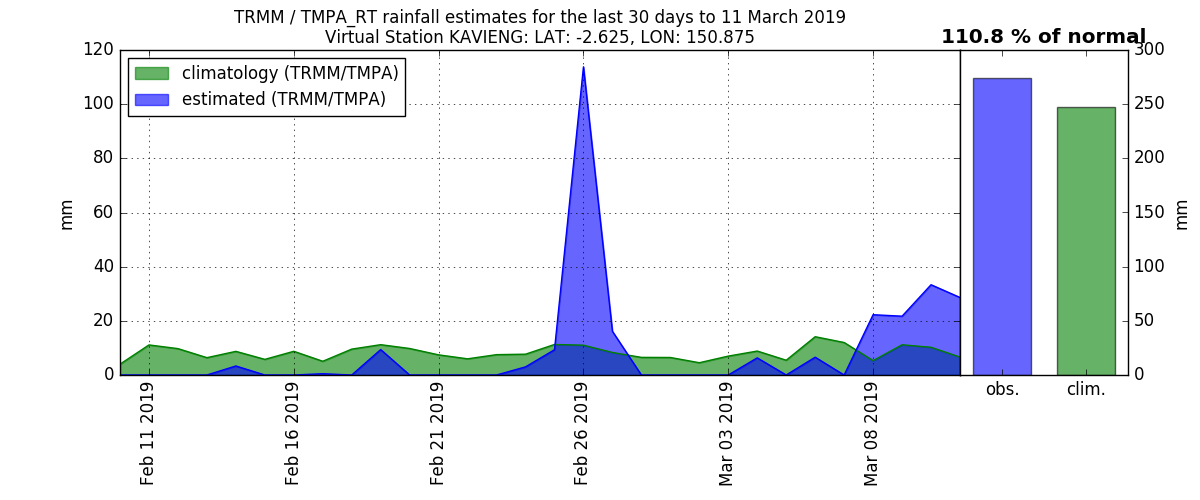 TRMM / TMPA_RT rainfall estimates for the last 30 days to 11 March 2019
Virtual Station KAVIENG: LAT: -2.625, LON: 150.875
110.8 % of normal
climatology (TRMM/TMPA)
estimated (TRMM/TMPA)
120
100
80
60
40
20
0
mm
300
250
200
150
100
50
0
mm
Feb 11 2019
Feb 16 2019
Feb 21 2019
Feb 26 2019
Mar 03 2019
Mar 08 2019
obs.
clim.